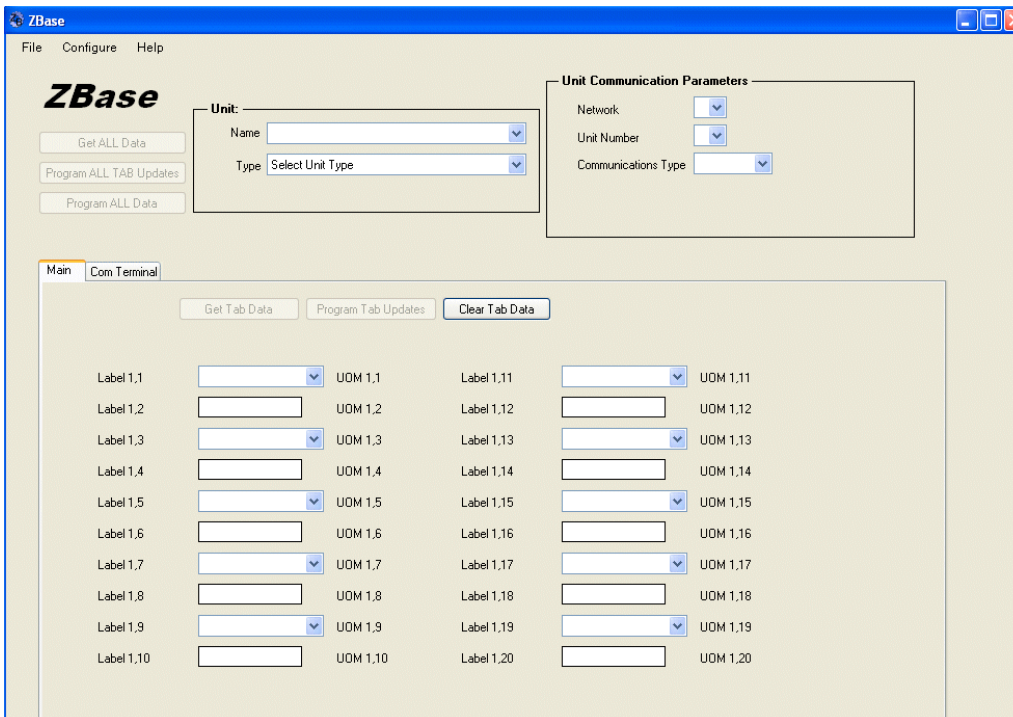 ZBase
File Configure Help
ZBase
Get ALL Data
Program ALL TAB Updates
Program ALL Data
Unit:
Name
Type Select Unit Type
Unit Communication Parameters
Network
Unit Number
Communications Type
Main Com Terminal
Get Tab Data Program Tab Updates Clear Tab Data
Label 1,1 UOM 1,1 Label 1,11 UOM 1,11
Label 1,2 UOM 1,2 Label 1,12 UOM 1,12
Label 1,3 UOM 1,3 Label 1,13 UOM 1,13
Label 1,4 UOM 1,4 Label 1,14 UOM 1,14
Label 1,5 UOM 1,5 Label 1,15 UOM 1,15
Label 1,6 UOM 1,6 Label 1,16 UOM 1,16
Label 1,7 UOM 1,7 Label 1,17 UOM 1,17
Label 1,8 UOM 1,8 Label 1,18 UOM 1,18
Label 1,9 UOM 1,9 Label 1,19 UOM 1,19
Label 1,10 UOM 1,10 Label 1,20 UOM 1,20